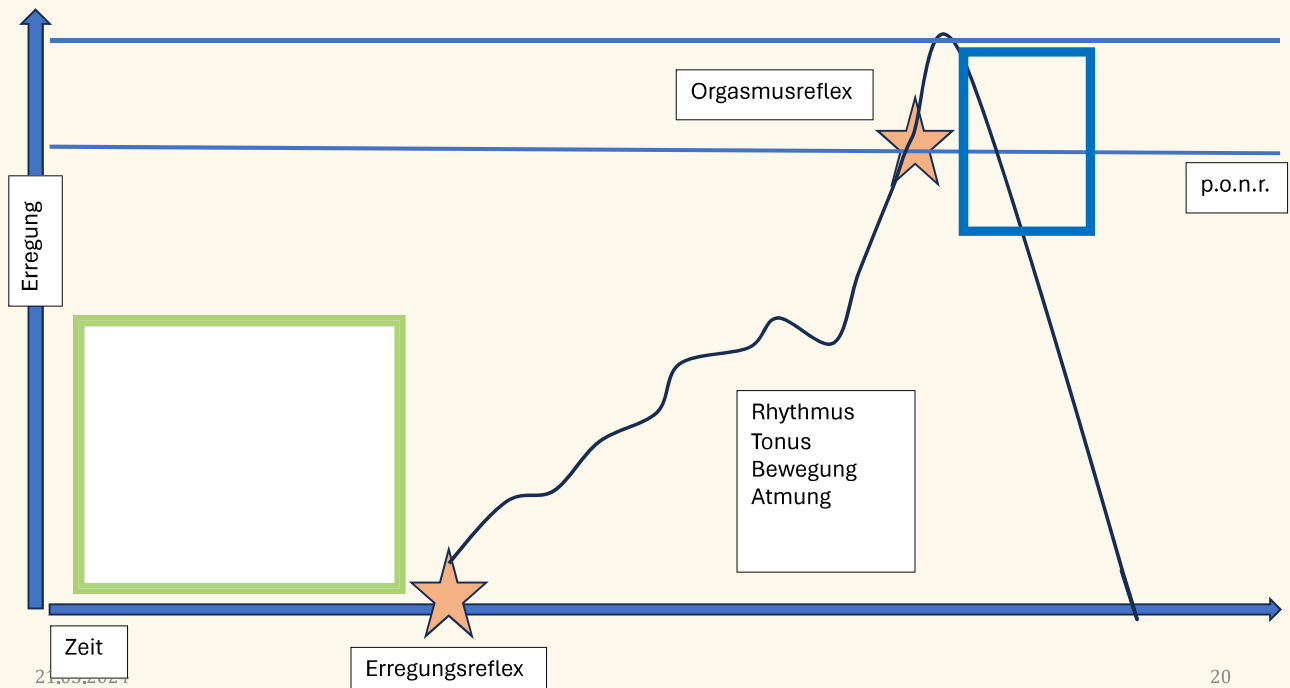 Orgasmusreflex
p.o.n.r.
Erregung
Rhythmus
Tonus
Bewegung
Atmung
Zeit
Erregungsreflex
20